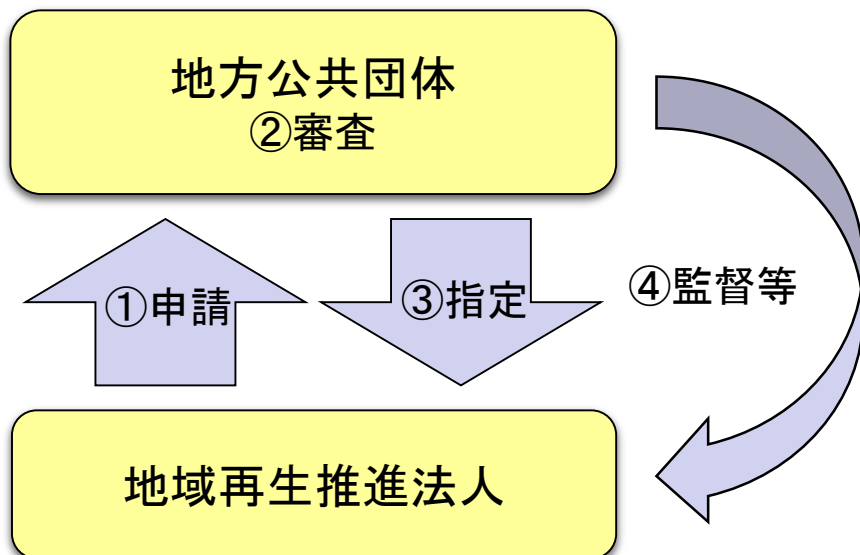 地方公共団体
②審査
①申請
③指定
④監督等
地域再生推進法人